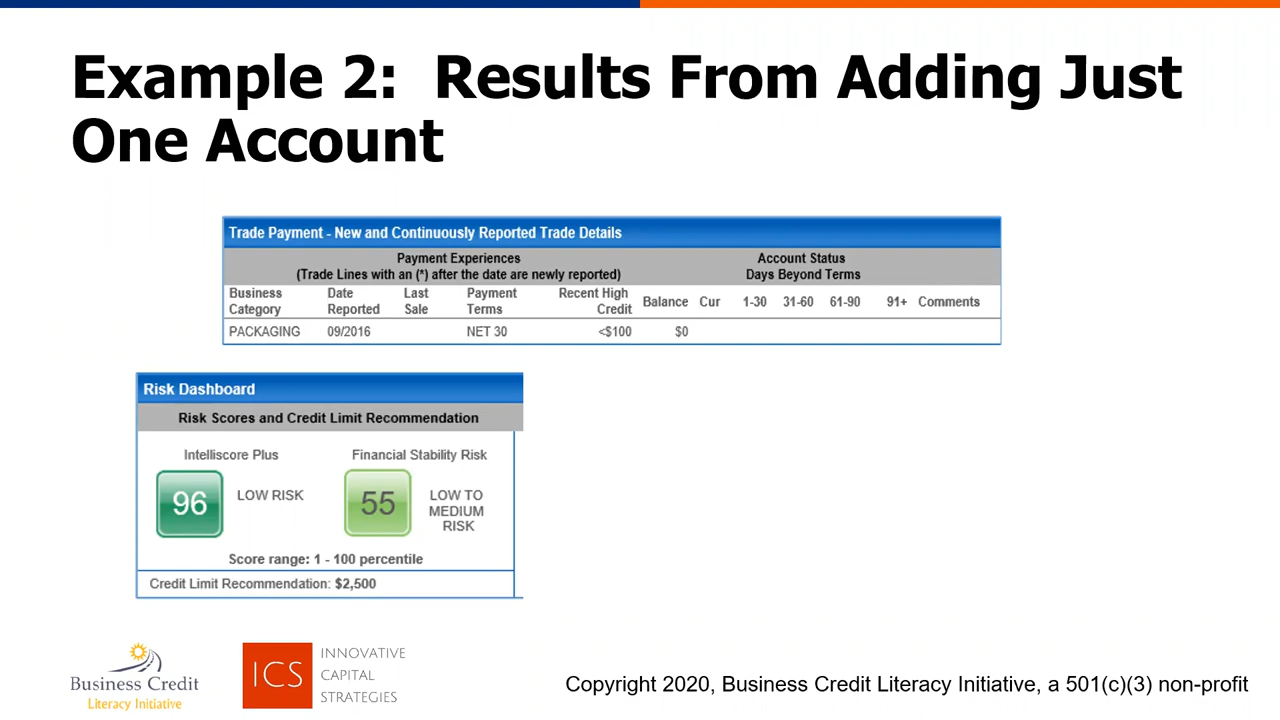 Example 2:  Results From Adding Just
One Account
Trade Payment - New and Continuously Reported Trade Details
Payment Experiences
(Trade Lines with an (*) after the date are newly reported)
Account Status
Days Beyond Terms
Business Category
Date Reported
Last Sale
Payment Terms
Recent High Credit
Balance
Cur
1-30
31-60
61-90
91+
Comments
PACKAGING 09/2016 NET 30 <$100 $0
Risk Dashboard
Risk Scores and Credit Limit Recommendation
Intelliscore Plus
96
LOW RISK
Financial Stability Risk
55
LOW TO
MEDIUM
RISK
Score range: 1 - 100 percentile
Credit Limit Recommendation: $2,500
Business Credit
Literacy Initiative
ICS
INNOVATIVE
CAPITAL
STRATEGIES
Copyright 2020, Business Credit Literacy Initiative, a 501(c)(3) non-profit